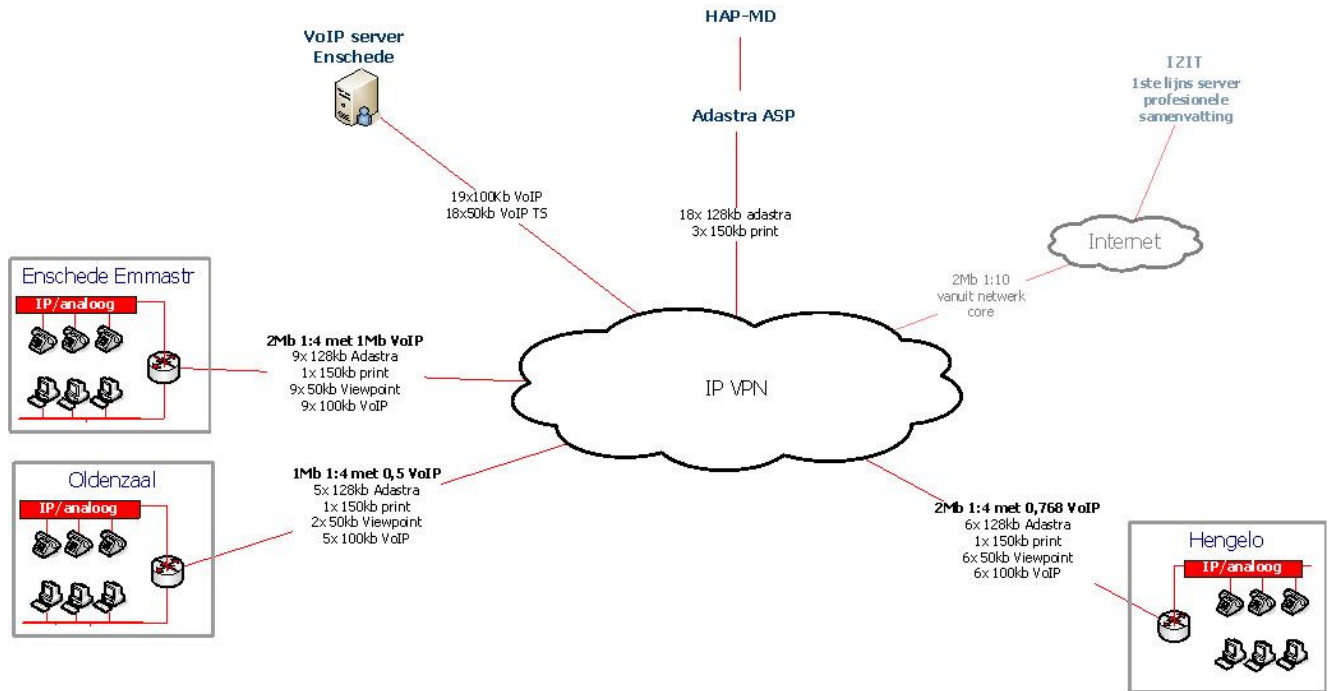 HAP-MD
VoIP server
Enschede
IZIT
1ste lijns server
profesionele
samenvatting
Adastra ASP
19x100Kb VoIP
18x50kb VoIP TS
18x 128kb adastra
3x 150kb print
Internet
2Mb 1:10
vanuit netwerk
core
Enschede Emmastr
IP/analoog
2Mb 1:4 met 1Mb VoIP
9x 128kb Adastra
1x 150kb print
9x 50kb Viewpoint
9x 100kb VoIP
IP VPN
Oldenzaal
IP/analoog
1Mb 1:4 met 0,5 VoIP
5x 128kb Adastra
1x 150kb print
2x 50kb Viewpoint
5x 100kb VoIP
2Mb 1:4 met 0,768 VoIP
6x 128kb Adastra
1x 150kb print
6x 50kb Viewpoint
6x 100kb VoIP
Hengelo
IP/analoog